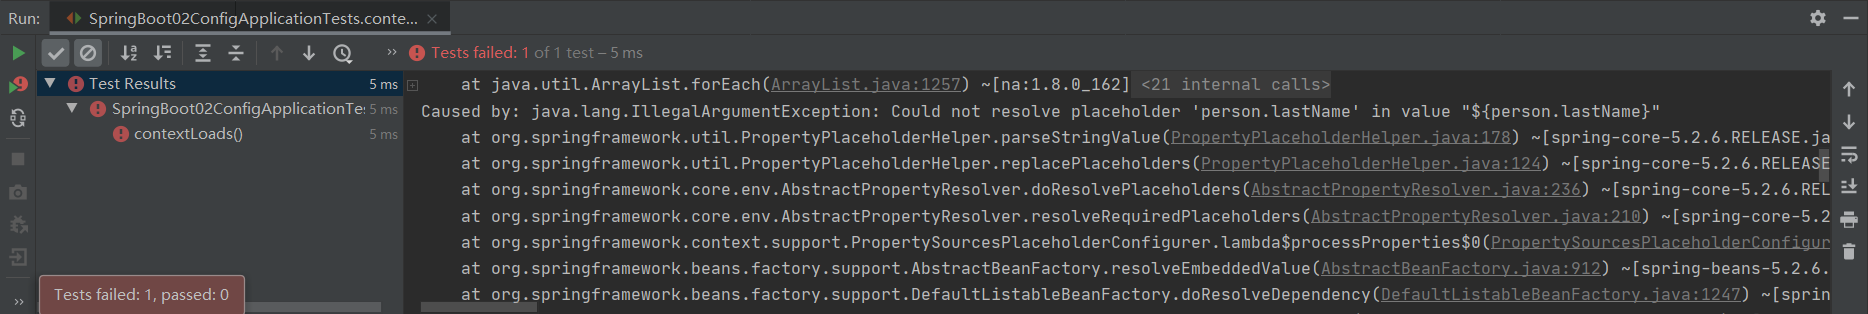 Run: SpringBoot02ConfigApplicationTests.conte... ×
Tests failed: 1 of 1 test – 5 ms
Test Results 5 ms
SpringBoot02ConfigApplicationTe: 5 ms
contextLoads() 5 ms
Tests failed: 1, passed: 0
at java.util.ArrayList.forEach(ArrayList.java:1257) ~[na:1.8.0_162] <21 internal calls>
Caused by: java.lang.IllegalArgumentException: Could not resolve placeholder 'person.lastName' in value "${person.lastName}"
at org.springframework.util.PropertyPlaceholderHelper.parseStringValue(PropertyPlaceholderHelper.java:178) ~[spring-core-5.2.6.RELEASE.ja
at org.springframework.util.PropertyPlaceholderHelper.replacePlaceholders(PropertyPlaceholderHelper.java:124) ~[spring-core-5.2.6.RELEASE
at org.springframework.core.env.AbstractPropertyResolver.doResolvePlaceholders(AbstractPropertyResolver.java:236) ~[spring-core-5.2.6.REL
at org.springframework.core.env.AbstractPropertyResolver.resolveRequiredPlaceholders(AbstractPropertyResolver.java:210) ~[spring-core-5.2
at org.springframework.context.support.PropertySourcesPlaceholderConfigurer.lambda$processProperties$0(PropertySourcesPlaceholderConfigur
at org.springframework.beans.factory.support.AbstractBeanFactory.resolveEmbeddedValue(AbstractBeanFactory.java:912) ~[spring-beans-5.2.6.
at org.springframework.beans.factory.support.DefaultListableBeanFactory.doResolveDependency(DefaultListableBeanFactory.java:1247) ~[sprin